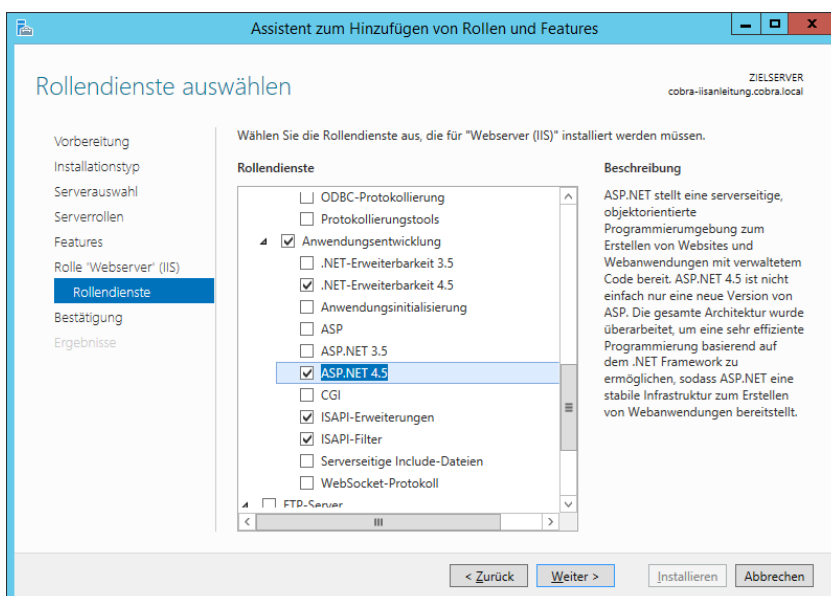 Assistent zum Hinzufügen von Rollen und Features
Rollendienste auswählen
ZIELSERVER
cobra-iisanleitung.cobra.local
Vorbereitung
Installationstyp
Serverauswahl
Serverrollen
Features
Rolle "Webserver" (IIS)
Rollendienste
Bestätigung
Ergebnisse
Wählen Sie die Rollendienste aus, die für "Webserver (IIS)" installiert werden müssen.
Rollendienste
ODBC-Protokollierung
Protokollierungstools
Anwendungsentwicklung
.NET-Erweiterbarkeit 3.5
.NET-Erweiterbarkeit 4.5
Anwendungsinitialisierung
ASP
ASP.NET 3.5
ASP.NET 4.5
CGI
ISAPI-Erweiterungen
ISAPI-Filter
Serverseitige Include-Dateien
WebSocket-Protokoll
FTP-Server
Beschreibung
ASP.NET stellt eine serverseitige,
objektorientierte
Programmierumgebung zum
Erstellen von Websites und
Webanwendungen mit verwaltetem
Code bereit. ASP.NET 4.5 ist nicht
einfach nur eine neue Version von
ASP. Die gesamte Architektur wurde
überarbeitet, um eine sehr effiziente
Programmierung basierend auf
dem .NET Framework zu
ermöglichen, sodass ASP.NET eine
stabile Infrastruktur zum Erstellen
von Webanwendungen bereitstellt.
< Zurück
Weiter >
Installieren
Abbrechen